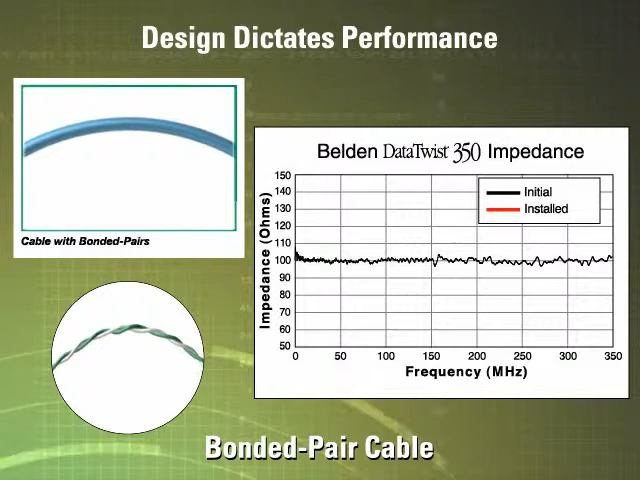 Design Dictates Performance
Cable with Bonded-Pairs
Belden DataTwist 350 Impedance
Initial
Installed
Impedance (Ohms)
150
140
130
120
110
100
90
80
70
60
50
0 50 100 150 200 250 300 350
Frequency (MHz)
Bonded-Pair Cable